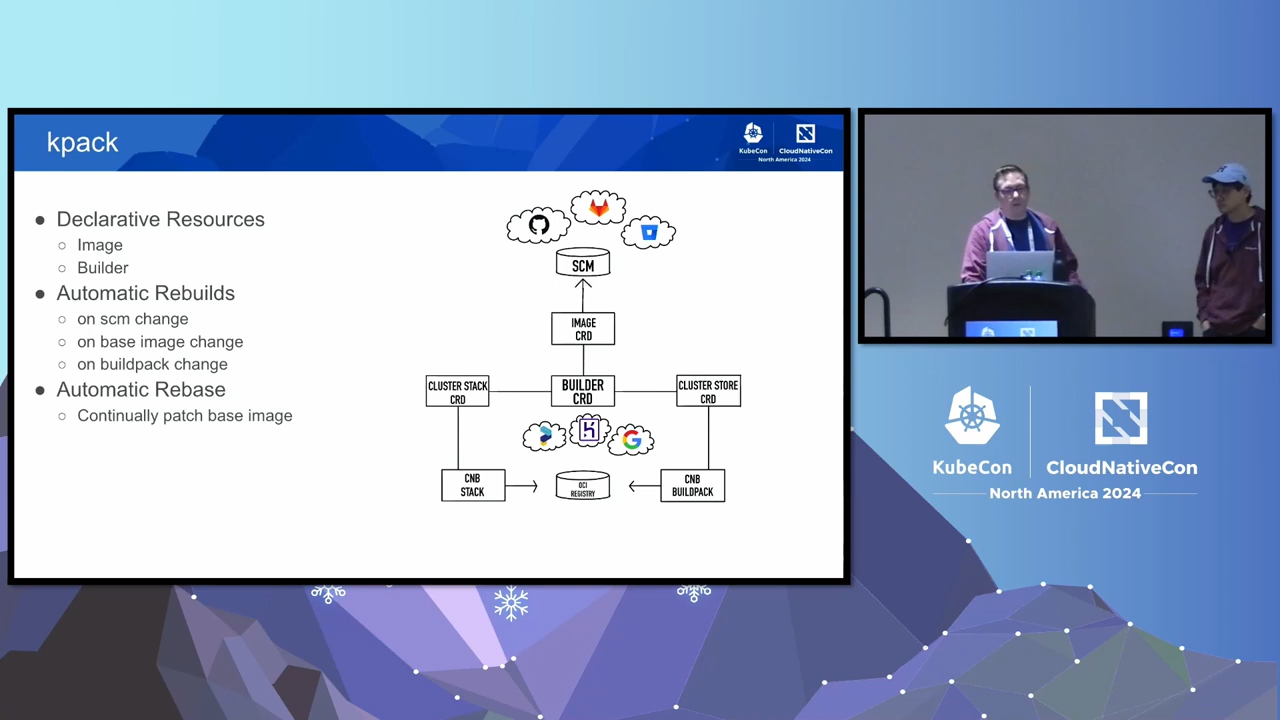 kpack
KubeCon
CloudNativeCon
North America 2024
Declarative Resources
Image
Builder
Automatic Rebuilds
on scm change
on base image change
on buildpack change
Automatic Rebase
Continually patch base image
SCM
IMAGE
CRD
CLUSTER STACK
CRD
BUILDER
CRD
CLUSTER STORE
CRD
CNB
STACK
OCI
REGISTRY
CNB
BUILDPACK
KubeCon
CloudNativeCon
North America 2024